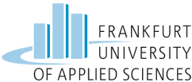 FRANKFURT
UNIVERSITY
OF APPLIED SCIENCES